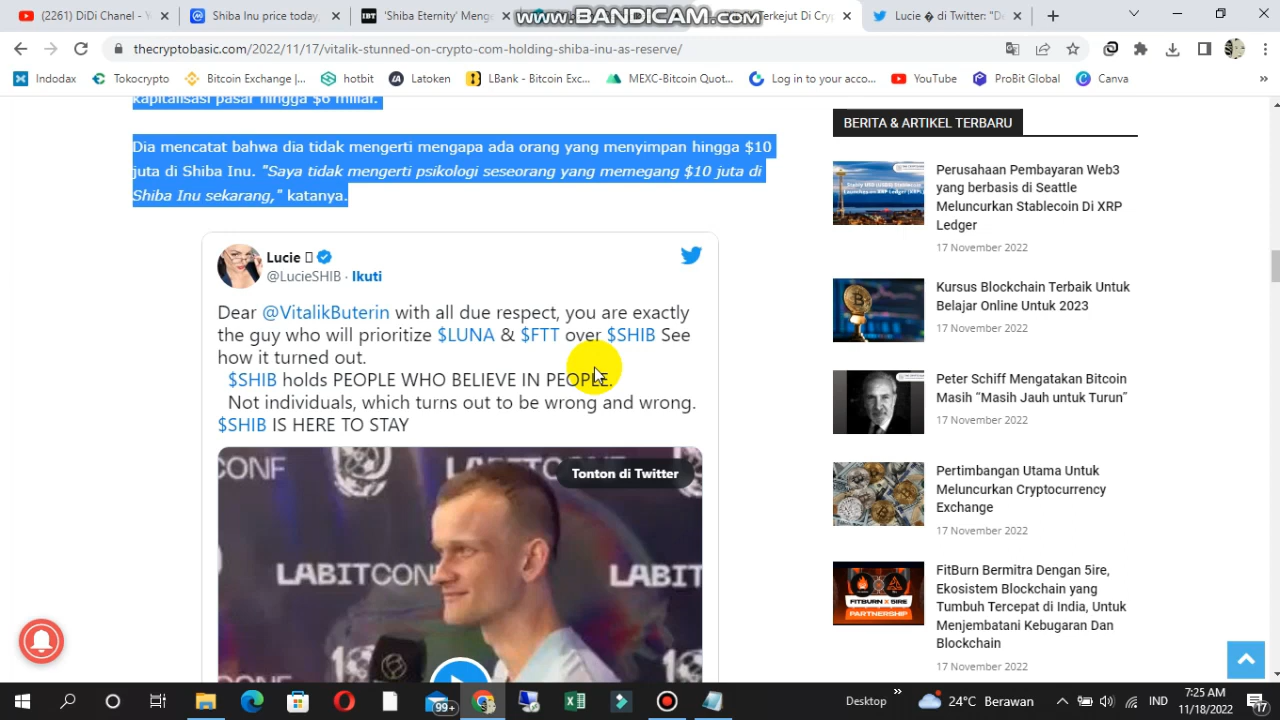 (2261) DiDi Chanel - Y
Shiba Inu price today,
'Shiba Eternity' Meng
Terkejut Di Cry
Lucie � di Twitter: "D
www.BANDICAM.com
thecryptobasic.com/2022/11/17/vitalik-stunned-on-crypto-com-holding-shiba-inu-as-reserve/
Indodax
Tokocrypto
Bitcoin Exchange |...
hotbit
Latoken
LBank - Bitcoin Exc...
MEXC-Bitcoin Quot...
Log in to your acco...
YouTube
ProBit Global
Canva
»
kapitalisasi pasar hingga $6 miliar.
Dia mencatat bahwa dia tidak mengerti mengapa ada orang yang menyimpan hingga $10
juta di Shiba Inu. "Saya tidak mengerti psikologi seseorang yang memegang $10 juta di
Shiba Inu sekarang," katanya.
Lucie
@LucieSHIB · Ikuti
Dear @VitalikButerin with all due respect, you are exactly
the guy who will prioritize $LUNA & $FTT over $SHIB See
how it turned out.
$SHIB holds PEOPLE WHO BELIEVE IN PEOPLE.
Not individuals, which turns out to be wrong and wrong.
$SHIB IS HERE TO STAY
CONF
LABITCONF
LABIT
Tonton di Twitter
BERITA & ARTIKEL TERBARU
Perusahaan Pembayaran Web3
yang berbasis di Seattle
Meluncurkan Stablecoin Di XRP
Ledger
17 November 2022
Kursus Blockchain Terbaik Untuk
Belajar Online Untuk 2023
17 November 2022
Peter Schiff Mengatakan Bitcoin
Masih "Masih Jauh untuk Turun"
17 November 2022
Pertimbangan Utama Untuk
Meluncurkan Cryptocurrency
Exchange
17 November 2022
FITBURN X 5IRE
PARTNERSHIP
FitBurn Bermitra Dengan 5ire,
Ekosistem Blockchain yang
Tumbuh Tercepat di India, Untuk
Menjembatani Kebugaran Dan
Blockchain
17 November 2022
99+
Desktop
»
24°C Berawan
IND
7:25 AM
11/18/2022
17